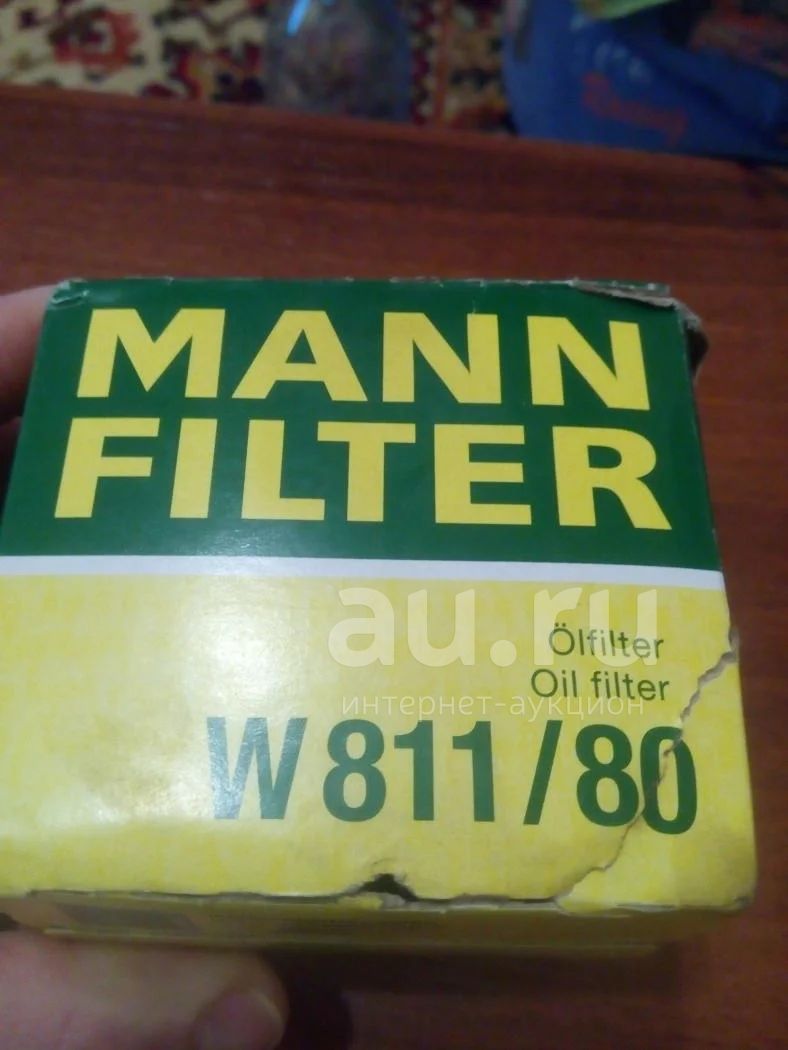 MANN
FILTER
au.ru
Ölfilter
Oil filter
интернет-аукцион
W 811/80